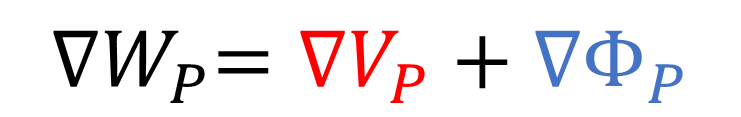 ∇W_P = ∇V_P + ∇Φ_P